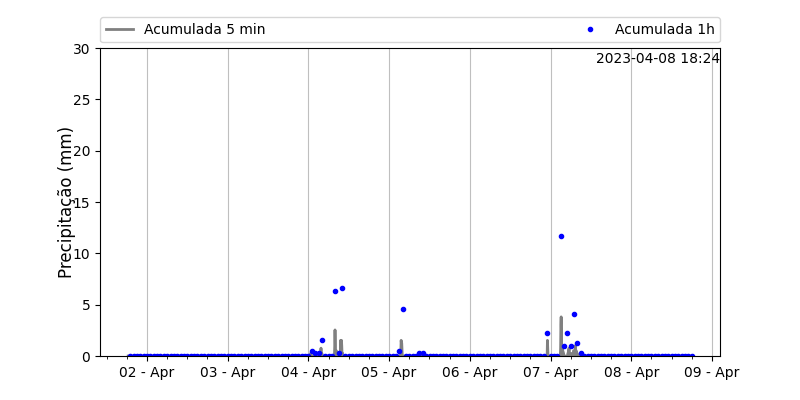 Acumulada 5 min
Acumulada 1h
2023-04-08 18:24
Precipitação (mm)
30
25
20
15
10
5
0
02 - Apr 03 - Apr 04 - Apr 05 - Apr 06 - Apr 07 - Apr 08 - Apr 09 - Apr